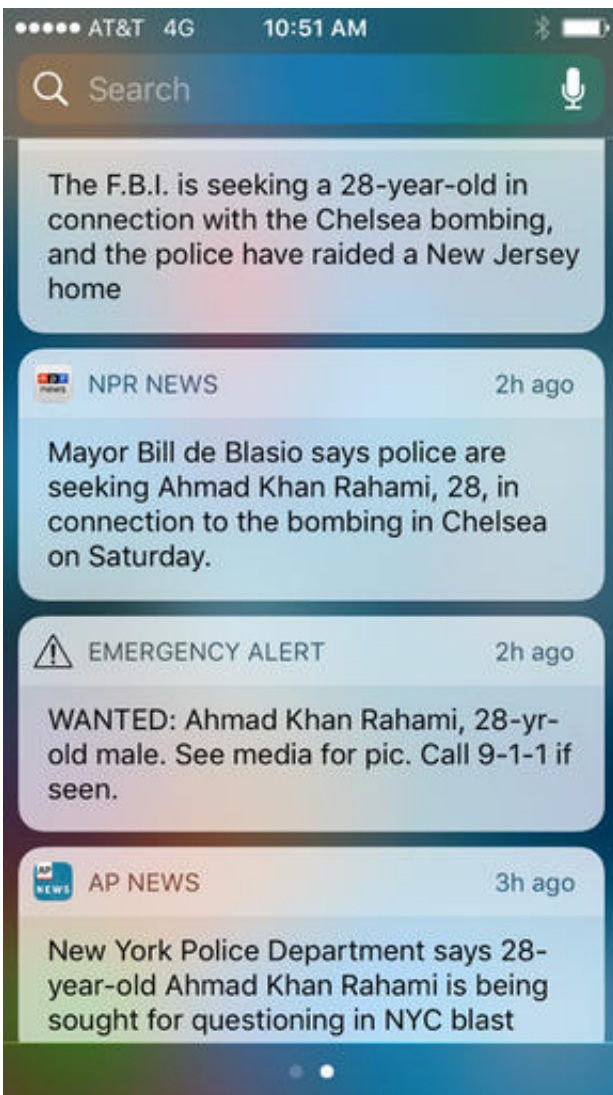 AT&T 4G 10:51 AM
Search
The F.B.I. is seeking a 28-year-old in
connection with the Chelsea bombing,
and the police have raided a New Jersey
home
npr news NPR NEWS 2h ago
Mayor Bill de Blasio says police are
seeking Ahmad Khan Rahami, 28, in
connection to the bombing in Chelsea
on Saturday.
EMERGENCY ALERT 2h ago
WANTED: Ahmad Khan Rahami, 28-yr-
old male. See media for pic. Call 9-1-1 if
seen.
AP NEWS AP NEWS 3h ago
New York Police Department says 28-
year-old Ahmad Khan Rahami is being
sought for questioning in NYC blast